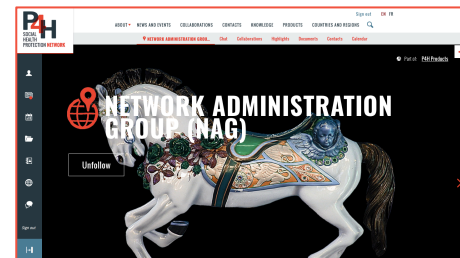 P4H
SOCIAL
HEALTH
PROTECTION NETWORK
Sign out EN FR
ABOUT NEWS AND EVENTS COLLABORATIONS CONTACTS KNOWLEDGE PRODUCTS COUNTRIES AND REGIONS
NETWORK ADMINISTRATION GROUP... Chat Collaborations Highlights Documents Contacts Calendar
Part of: P4H Products
NETWORK ADMINISTRATION
GROUP (NAG)
Unfollow
Sign out